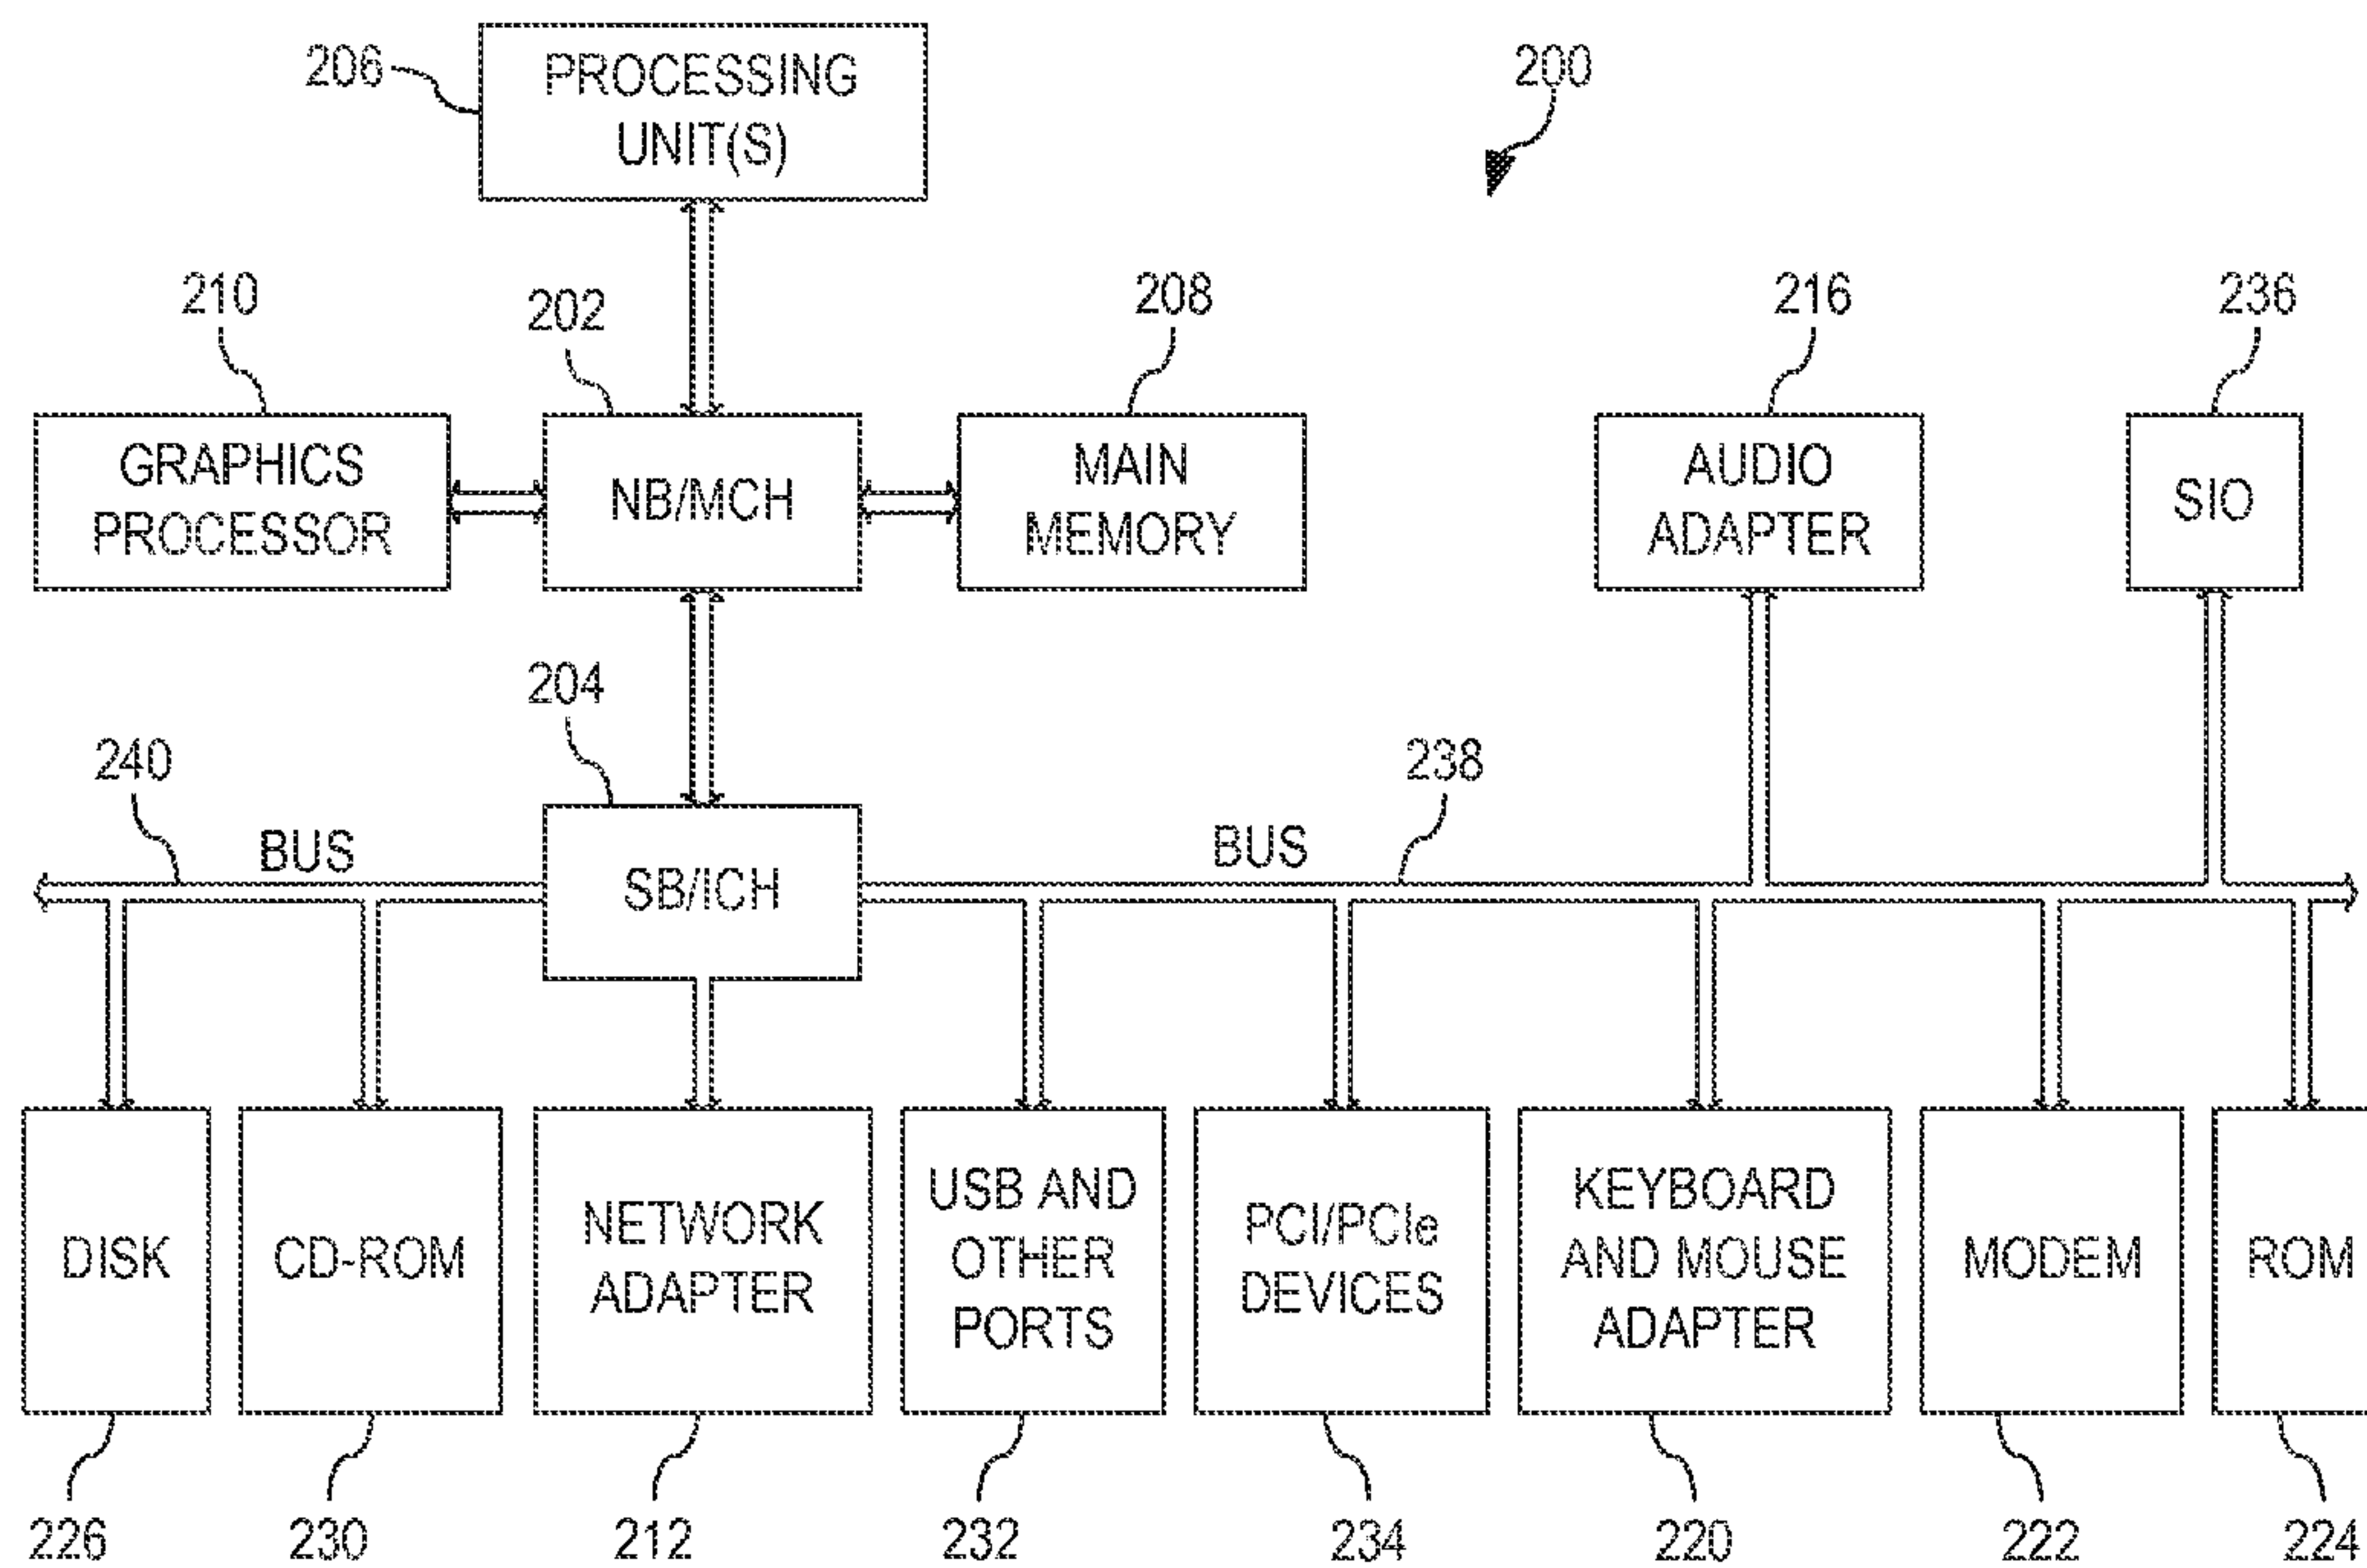 206
PROCESSING
UNIT(S)
200
210
202
208
216
236
GRAPHICS
PROCESSOR
NB/MCH
MAIN
MEMORY
AUDIO
ADAPTER
SIO
204
240
238
BUS
SB/ICH
BUS
DISK
CD-ROM
NETWORK
ADAPTER
USB AND
OTHER
PORTS
PCI/PCIe
DEVICES
KEYBOARD
AND MOUSE
ADAPTER
MODEM
ROM
226
230
212
232
234
220
222
224